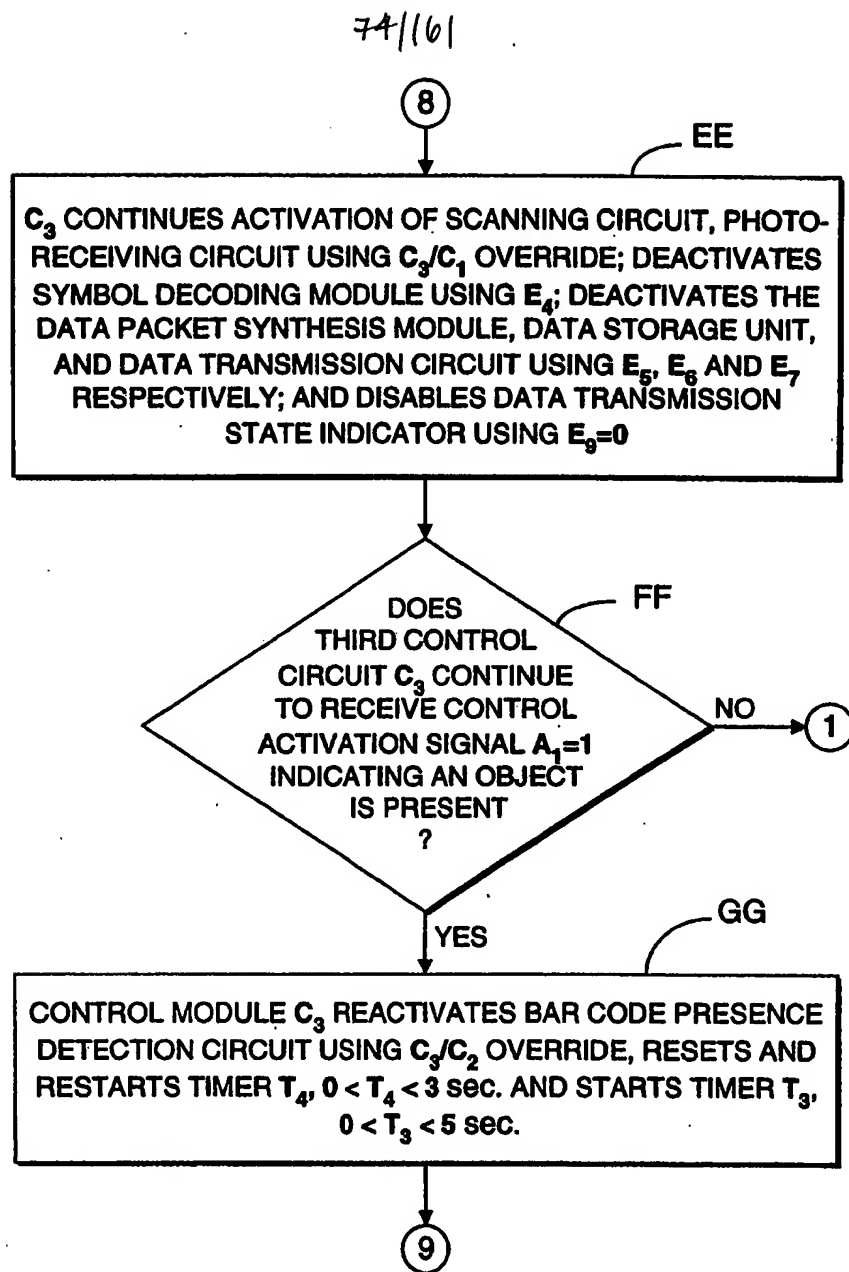 74/161
8
EE
C₃ CONTINUES ACTIVATION OF SCANNING CIRCUIT, PHOTO-
RECEIVING CIRCUIT USING C₃/C₁ OVERRIDE; DEACTIVATES
SYMBOL DECODING MODULE USING E₄; DEACTIVATES THE
DATA PACKET SYNTHESIS MODULE, DATA STORAGE UNIT,
AND DATA TRANSMISSION CIRCUIT USING E₅, E₆ AND E₇
RESPECTIVELY; AND DISABLES DATA TRANSMISSION
STATE INDICATOR USING E₉=0
FF
DOES
THIRD CONTROL
CIRCUIT C₃ CONTINUE
TO RECEIVE CONTROL
ACTIVATION SIGNAL A₁=1
INDICATING AN OBJECT
IS PRESENT
?
NO
1
YES
GG
CONTROL MODULE C₃ REACTIVATES BAR CODE PRESENCE
DETECTION CIRCUIT USING C₃/C₂ OVERRIDE, RESETS AND
RESTARTS TIMER T₄, 0 < T₄ < 3 sec. AND STARTS TIMER T₃,
0 < T₃ < 5 sec.
9